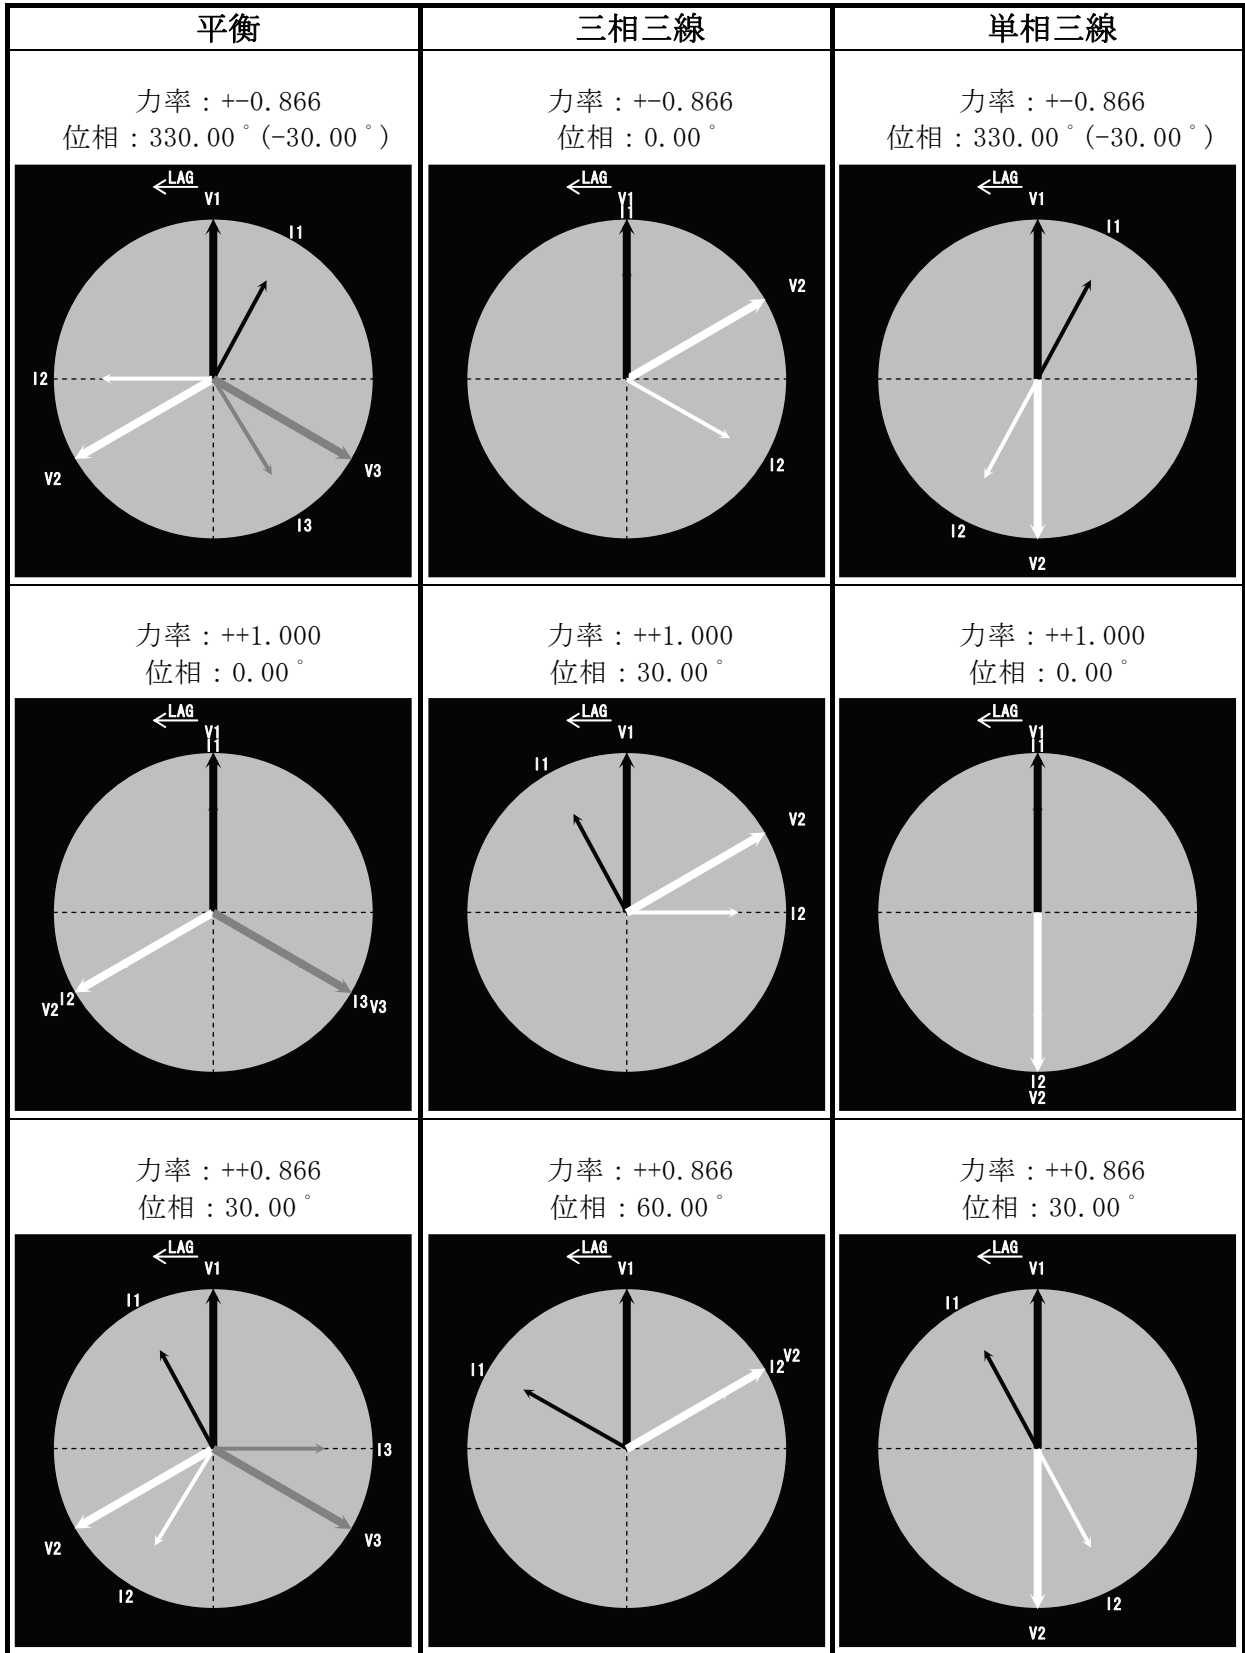 平衡
三相三線
単相三線
力率：+-0.866
位相：330.00°(-30.00°)
LAG
V1
I1
I2
V2
V3
I3
力率：+-0.866
位相：0.00°
LAG
V1
I1
V2
I2
力率：+-0.866
位相：330.00°(-30.00°)
LAG
V1
I1
I2
V2
力率：++1.000
位相：0.00°
LAG
V1
I1
V2 I2
I3 V3
力率：++1.000
位相：30.00°
LAG
V1
I1
V2
I2
力率：++1.000
位相：0.00°
LAG
V1
I1
I2
V2
力率：++0.866
位相：30.00°
LAG
V1
I1
I3
V2
V3
I2
力率：++0.866
位相：60.00°
LAG
V1
I1
I2 V2
力率：++0.866
位相：30.00°
LAG
V1
I1
I2
V2